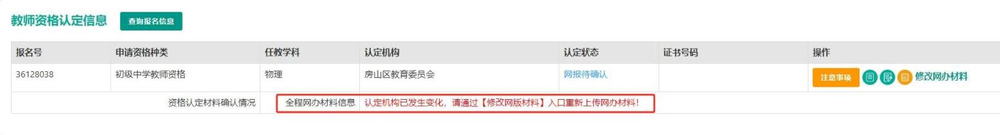 教师资格认定信息 查询报名信息
报名号 申请资格种类 任教学科 认定机构 认定状态 证书号码 操作
36128038 初级中学教师资格 物理 房山区教育委员会 网报待确认 注意事项 修改网办材料
资格认定材料确认情况 全程网办材料信息 认定机构已发生变化，请通过【修改网版材料】入口重新上传网办材料！